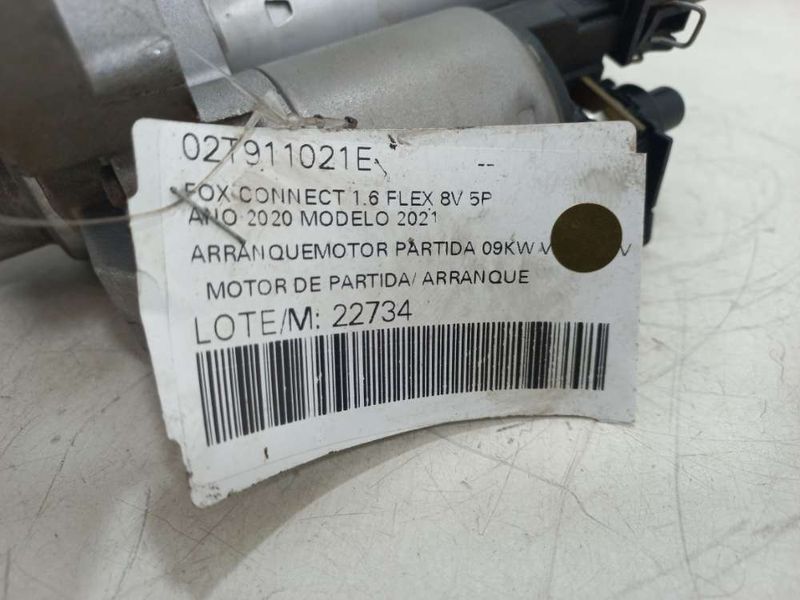 02T911021E --
FOX CONNECT 1.6 FLEX 8V 5P
ANO 2020 MODELO 2021
ARRANQUEMOTOR PARTIDA 09KW
MOTOR DE PARTIDA/ ARRANQUE
LOTE/M: 22734